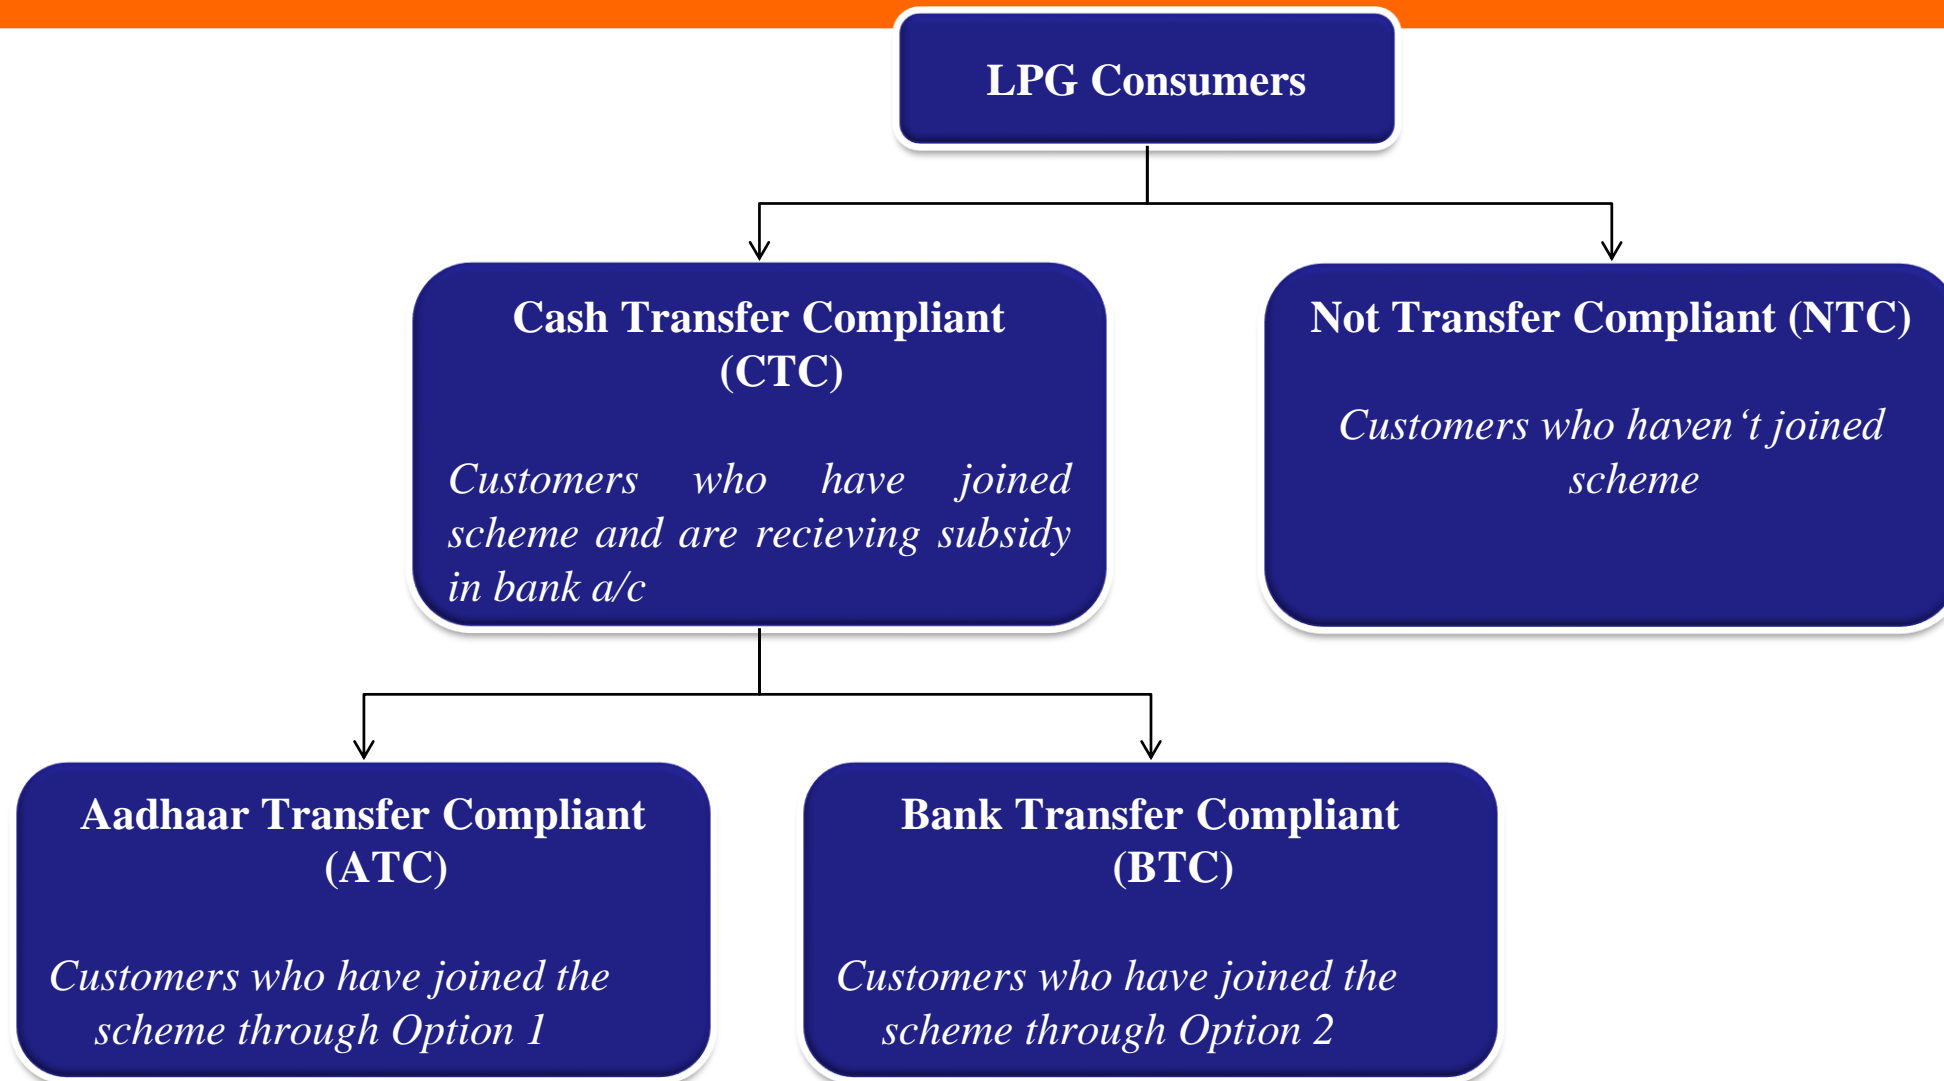 LPG Consumers
Cash Transfer Compliant
(CTC)
Customers who have joined
scheme and are recieving subsidy
in bank a/c
Not Transfer Compliant (NTC)
Customers who haven‘t joined
scheme
Aadhaar Transfer Compliant
(ATC)
Customers who have joined the
scheme through Option 1
Bank Transfer Compliant
(BTC)
Customers who have joined the
scheme through Option 2